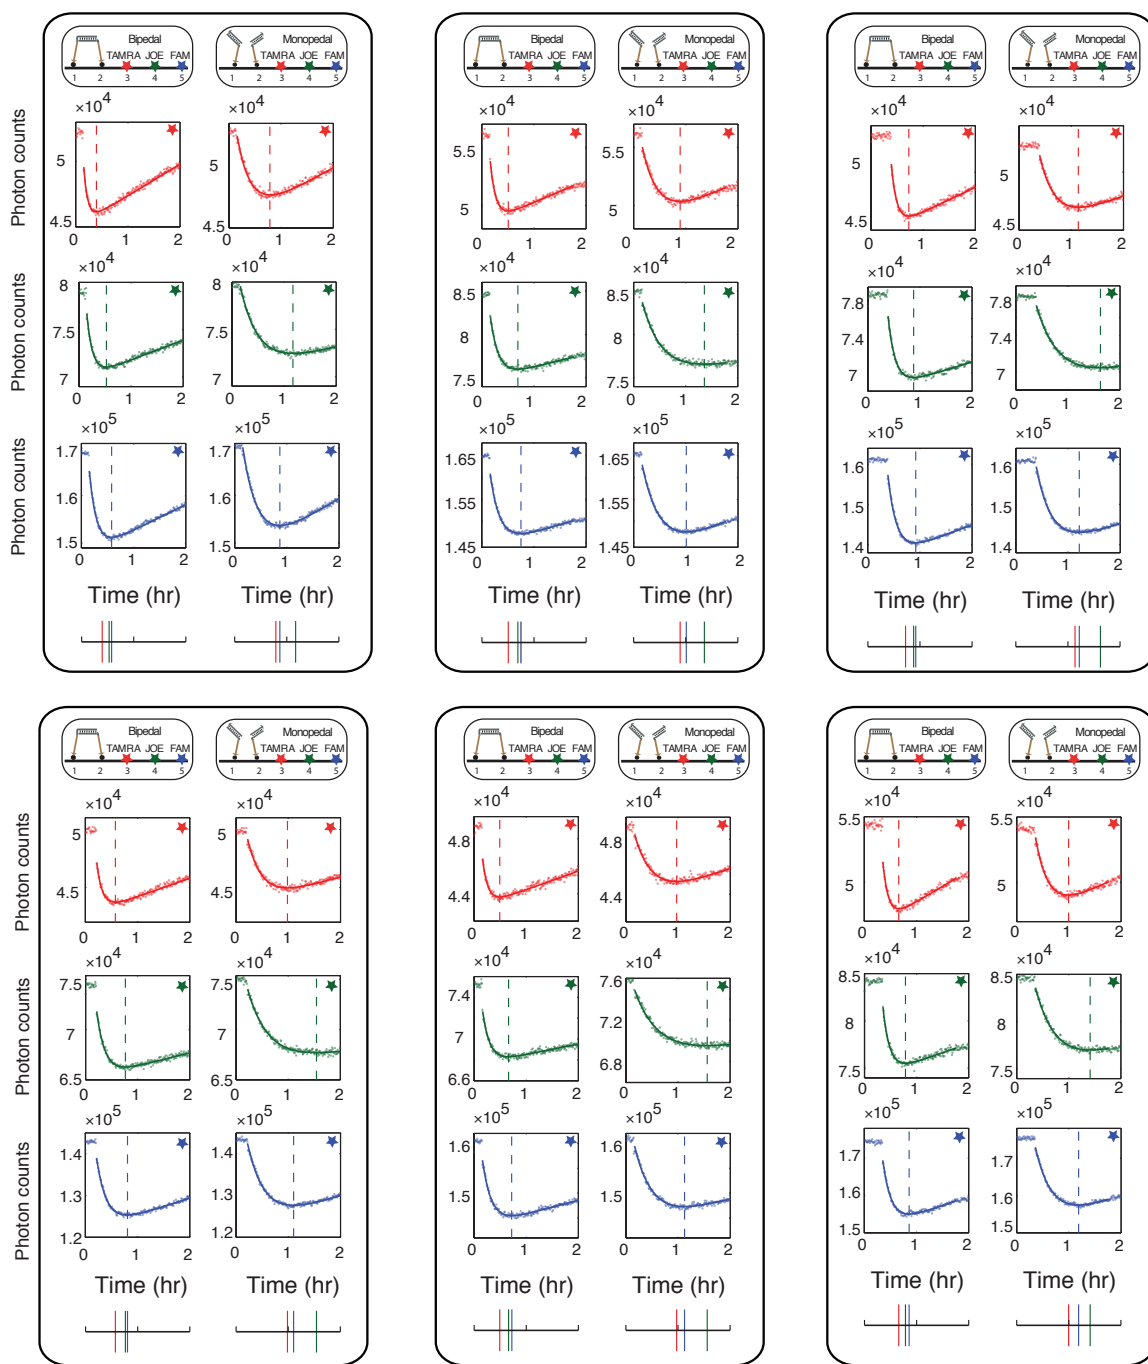 Bipedal Monopedal
TAMRA JOE FAM TAMRA JOE FAM
1 2 3 4 5 1 2 3 4 5
Bipedal Monopedal
TAMRA JOE FAM TAMRA JOE FAM
1 2 3 4 5 1 2 3 4 5
Bipedal Monopedal
TAMRA JOE FAM TAMRA JOE FAM
1 2 3 4 5 1 2 3 4 5
Photon counts
×10^4 ×10^4 ×10^4 ×10^4 ×10^4 ×10^4
5 5 5.5 5.5 5 5
4.5 4.5 5 5 4.5 4.5
0 1 2 0 1 2 0 1 2 0 1 2 0 1 2 0 1 2
Photon counts
×10^4 ×10^4 ×10^4 ×10^4 ×10^4 ×10^4
8 8 8.5 8.5 7.8 7.8
7.5 7.5 8 8 7.4 7.4
7 7 7.5 7.5 7 7
0 1 2 0 1 2 0 1 2 0 1 2 0 1 2 0 1 2
Photon counts
×10^5 ×10^5 ×10^5 ×10^5 ×10^5 ×10^5
1.7 1.7 1.65 1.65 1.6 1.6
1.6 1.6 1.55 1.55 1.5 1.5
1.5 1.5 1.45 1.45 1.4 1.4
0 1 2 0 1 2 0 1 2 0 1 2 0 1 2 0 1 2
Time (hr) Time (hr) Time (hr) Time (hr) Time (hr) Time (hr)
Bipedal Monopedal
TAMRA JOE FAM TAMRA JOE FAM
1 2 3 4 5 1 2 3 4 5
Bipedal Monopedal
TAMRA JOE FAM TAMRA JOE FAM
1 2 3 4 5 1 2 3 4 5
Bipedal Monopedal
TAMRA JOE FAM TAMRA JOE FAM
1 2 3 4 5 1 2 3 4 5
Photon counts
×10^4 ×10^4 ×10^4 ×10^4 ×10^4 ×10^4
5 5 4.8 4.8 5.5 5.5
4.5 4.5 4.4 4.4 5 5
0 1 2 0 1 2 0 1 2 0 1 2 0 1 2 0 1 2
Photon counts
×10^4 ×10^4 ×10^4 ×10^4 ×10^4 ×10^4
7.5 7.5 7.4 7.6 8.5 8.5
7 7 7 7.2 8 8
6.5 6.5 6.6 6.8 7.5 7.5
0 1 2 0 1 2 0 1 2 0 1 2 0 1 2 0 1 2
Photon counts
×10^5 ×10^5 ×10^5 ×10^5 ×10^5 ×10^5
1.4 1.4 1.6 1.6 1.7 1.7
1.3 1.3 1.5 1.5 1.6 1.6
1.2 1.2 1.5 1.5
0 1 2 0 1 2 0 1 2 0 1 2 0 1 2 0 1 2
Time (hr) Time (hr) Time (hr) Time (hr) Time (hr) Time (hr)